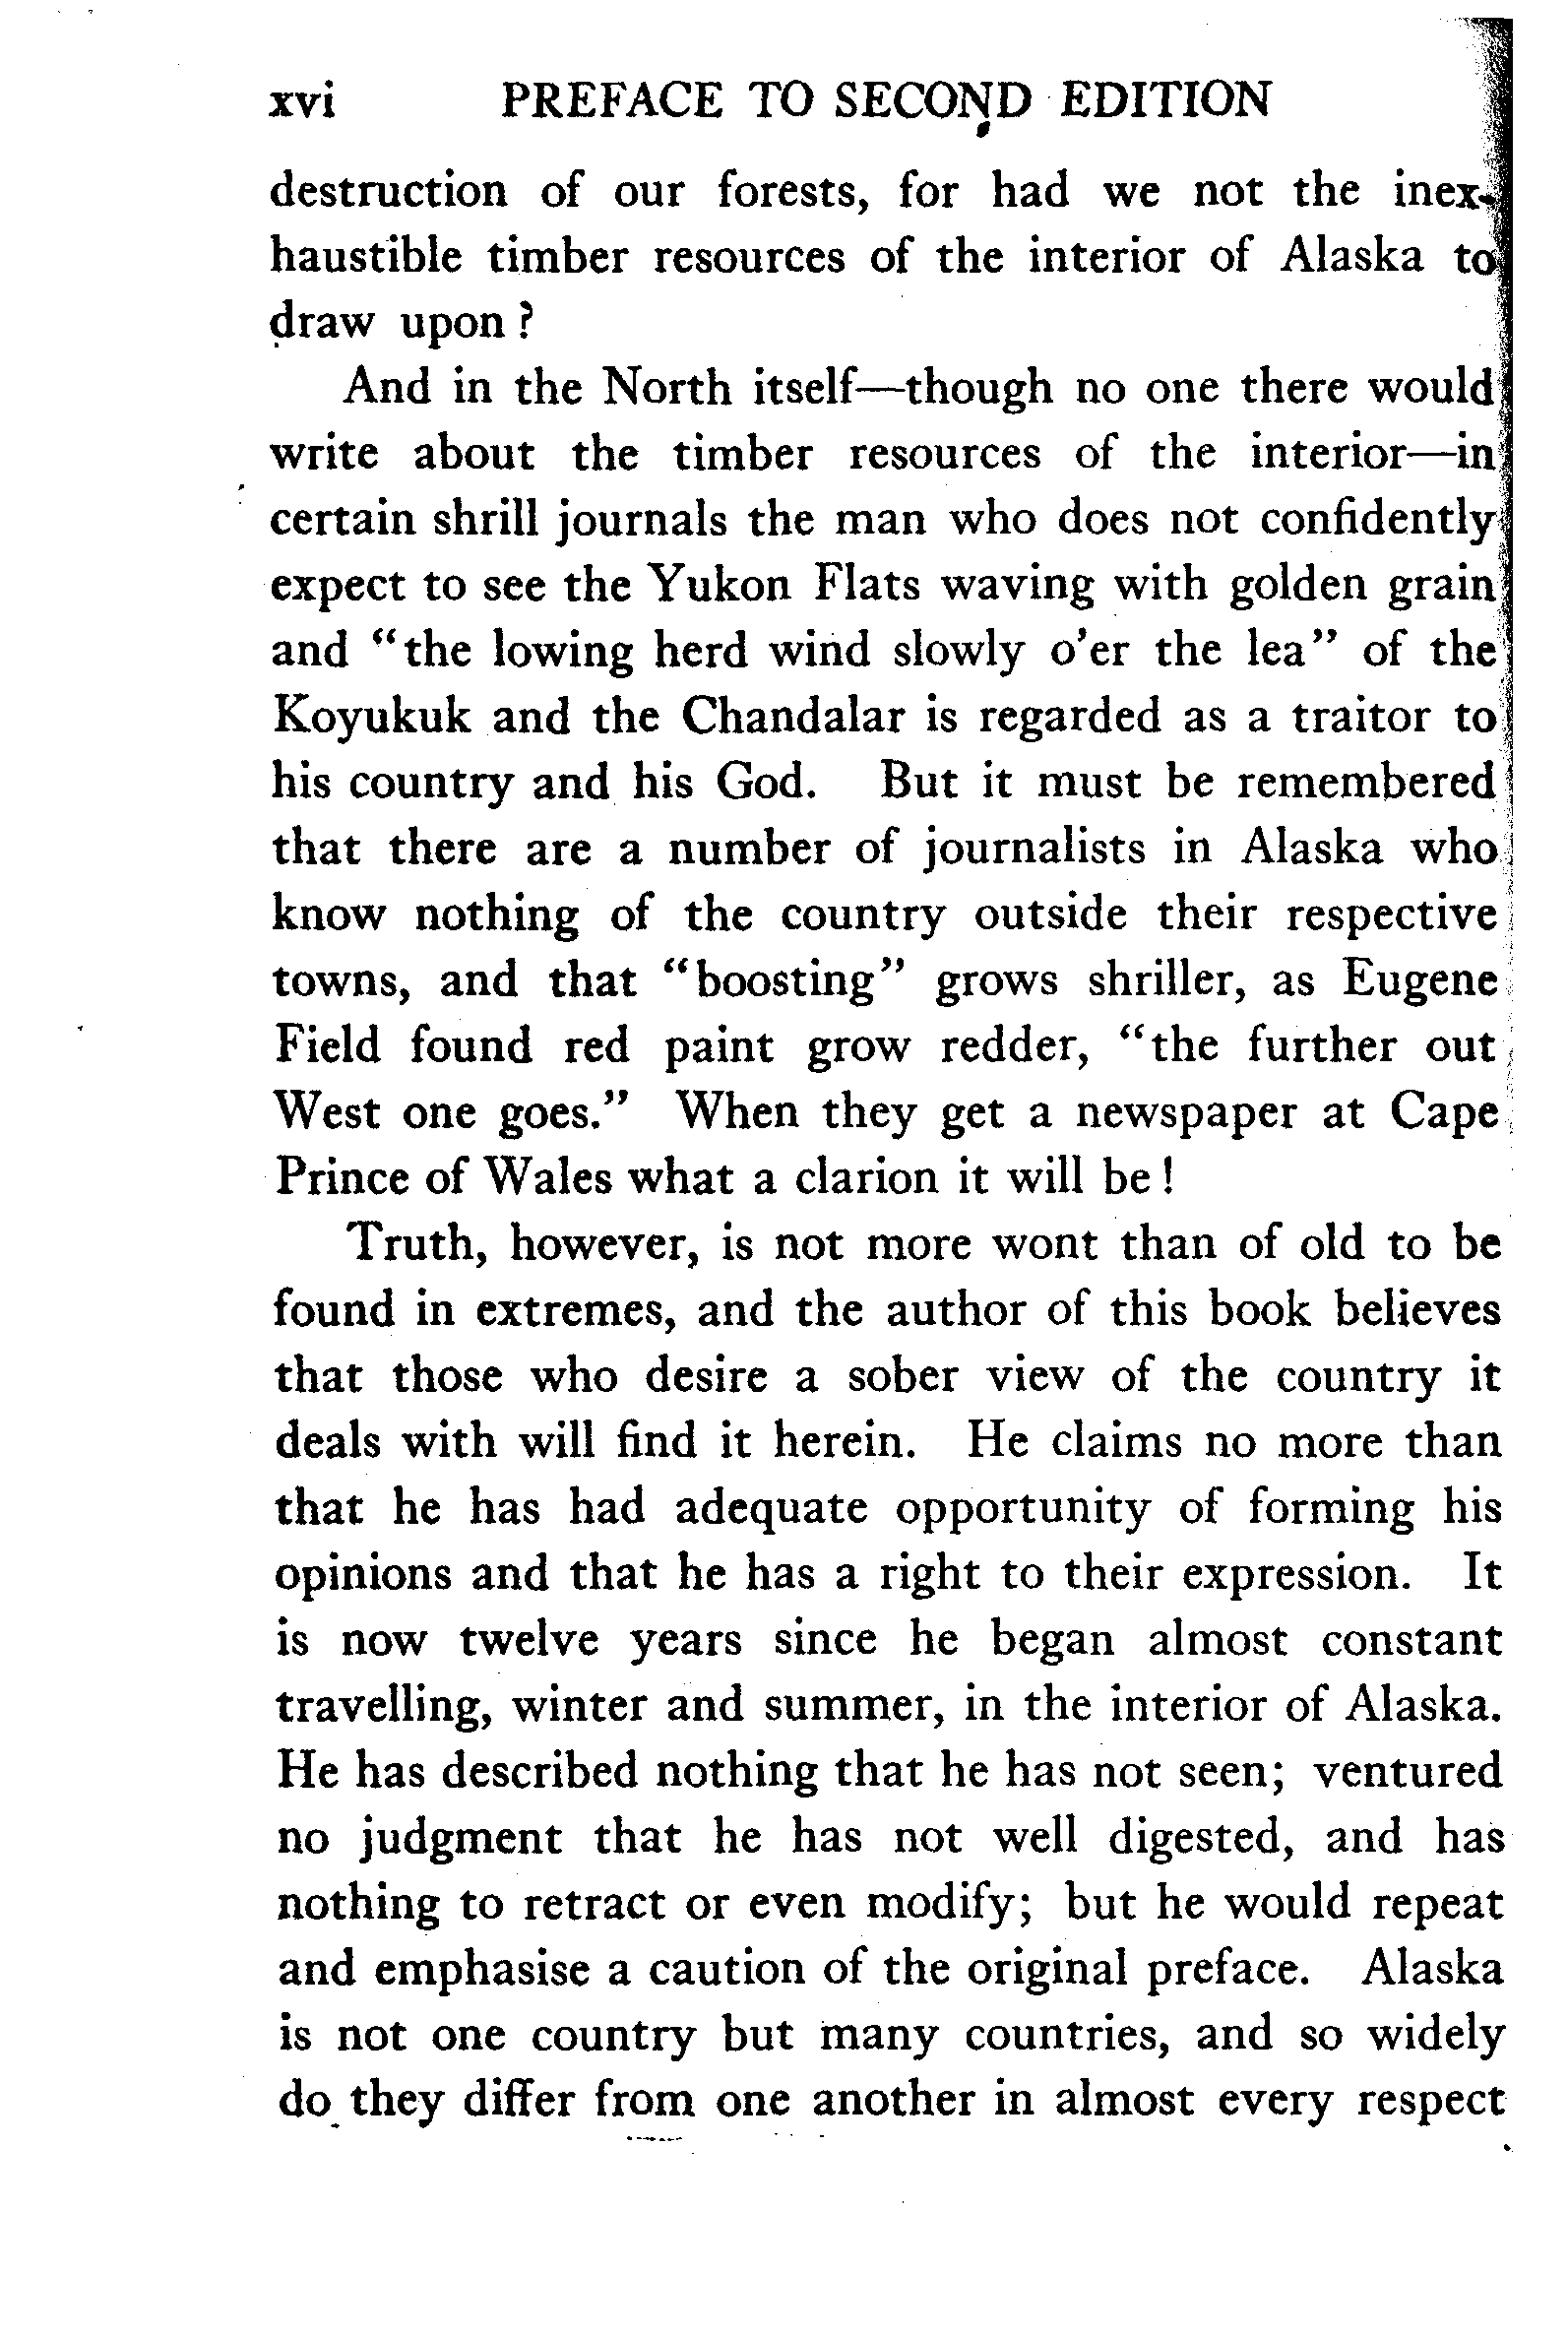 xvi PREFACE TO SECOND EDITION
destruction of our forests, for had we not the inex-
haustible timber resources of the interior of Alaska to
draw upon?
And in the North itself—though no one there would
write about the timber resources of the interior—in
certain shrill journals the man who does not confidently
expect to see the Yukon Flats waving with golden grain
and "the lowing herd wind slowly o'er the lea" of the
Koyukuk and the Chandalar is regarded as a traitor to
his country and his God. But it must be remembered
that there are a number of journalists in Alaska who
know nothing of the country outside their respective
towns, and that "boosting" grows shriller, as Eugene
Field found red paint grow redder, "the further out
West one goes." When they get a newspaper at Cape
Prince of Wales what a clarion it will be!
Truth, however, is not more wont than of old to be
found in extremes, and the author of this book believes
that those who desire a sober view of the country it
deals with will find it herein. He claims no more than
that he has had adequate opportunity of forming his
opinions and that he has a right to their expression. It
is now twelve years since he began almost constant
travelling, winter and summer, in the interior of Alaska.
He has described nothing that he has not seen; ventured
no judgment that he has not well digested, and has
nothing to retract or even modify; but he would repeat
and emphasise a caution of the original preface. Alaska
is not one country but many countries, and so widely
do they differ from one another in almost every respect